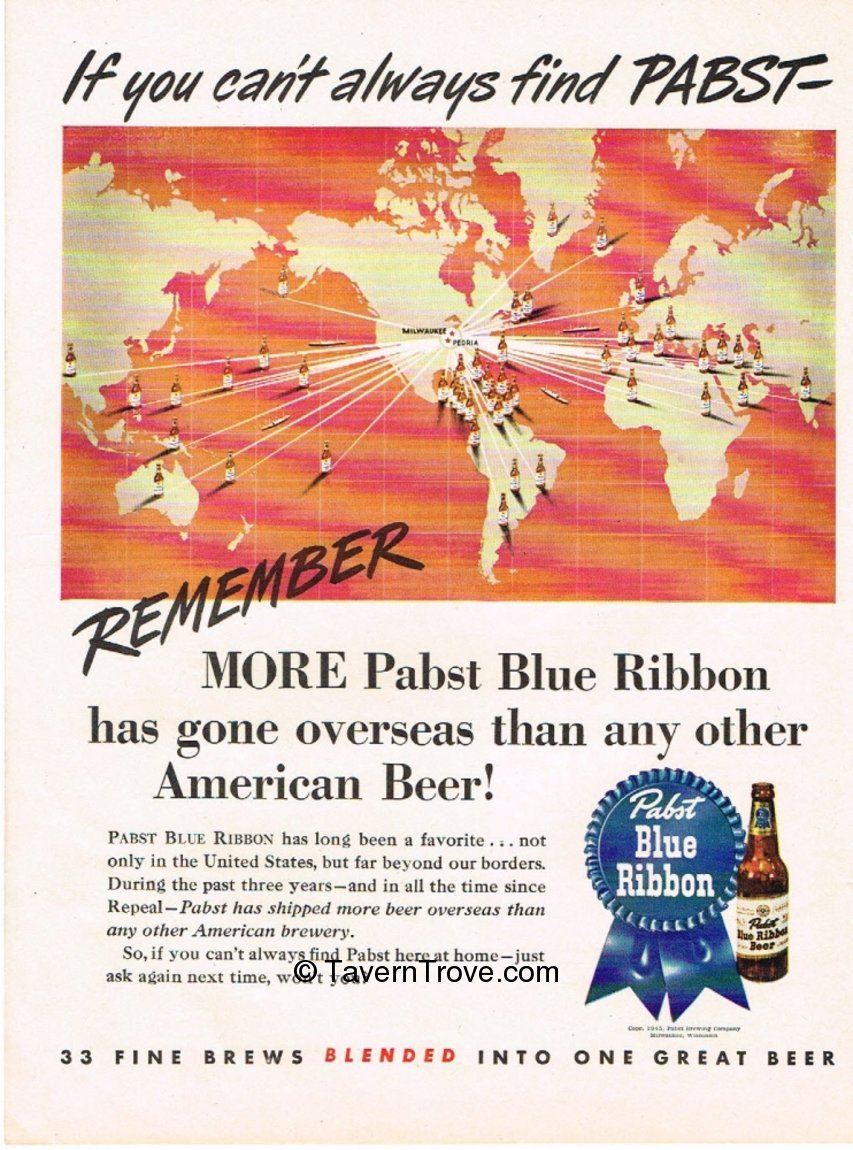 If you can't always find PABST—
MILWAUKEE
PEORIA
REMEMBER
MORE Pabst Blue Ribbon
has gone overseas than any other
American Beer!
PABST BLUE RIBBON has long been a favorite . . . not
only in the United States, but far beyond our borders.
During the past three years—and in all the time since
Repeal—Pabst has shipped more beer overseas than
any other American brewery.
So, if you can't always find Pabst here at home—just
ask again next time, won't you?
© TavernTrove.com
Pabst
Blue
Ribbon
Pabst
Blue Ribbon
Beer
Copr. 1945, Pabst Brewing Company
Milwaukee, Wisconsin
33 FINE BREWS BLENDED INTO ONE GREAT BEER